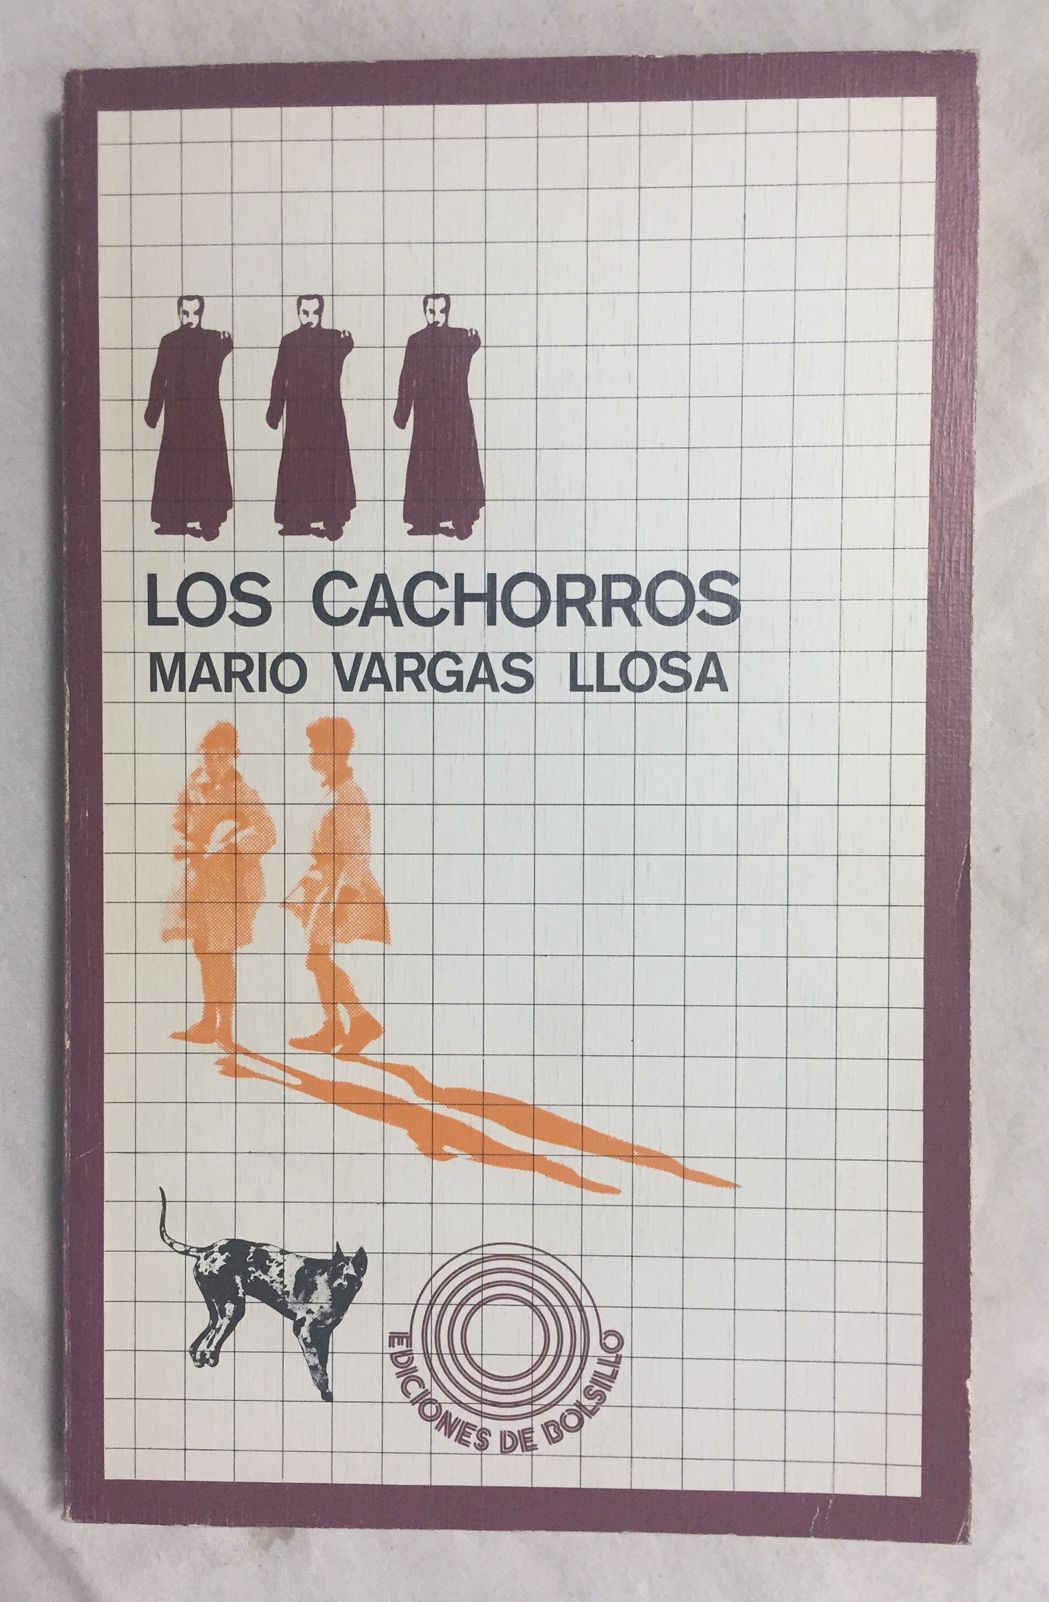 LOS CACHORROS
MARIO VARGAS LLOSA
EDICIONES DE BOLSILLO